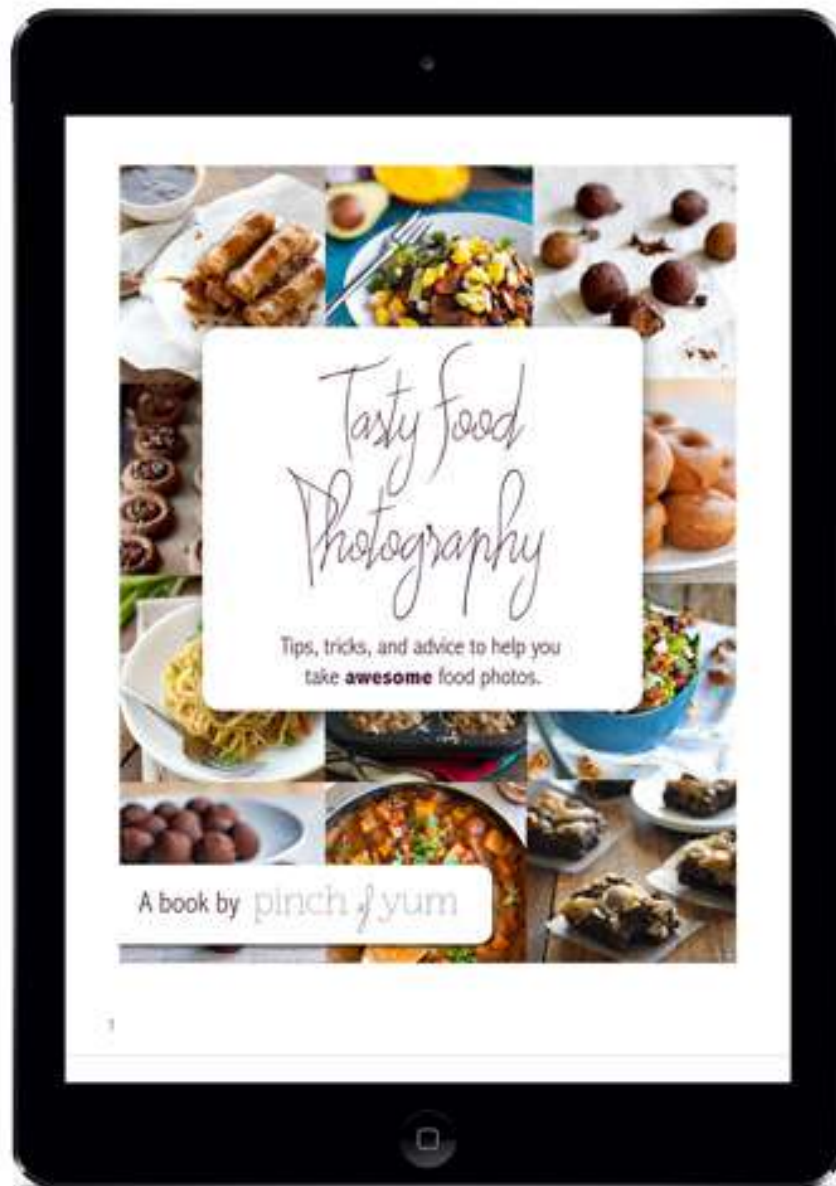 Tasty Food
Photography
Tips, tricks, and advice to help you
take awesome food photos.
A book by pinch of yum
1